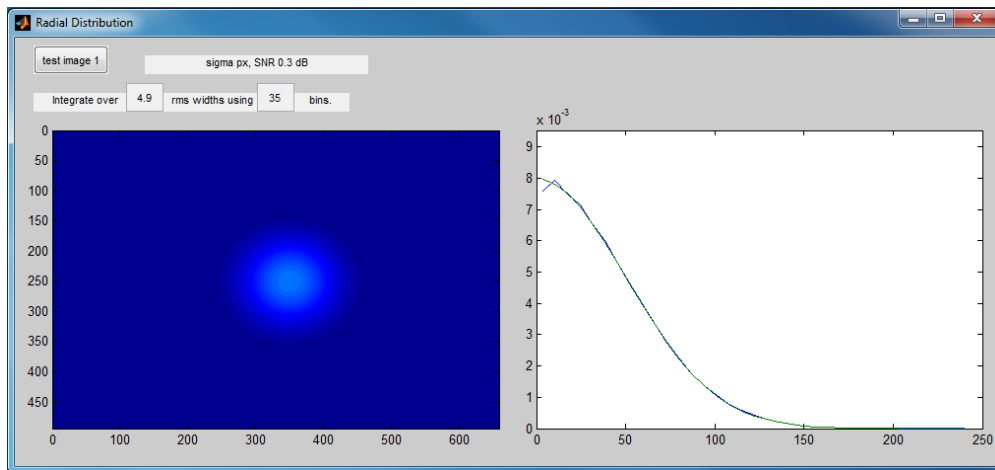 Radial Distribution
test image 1
sigma px, SNR 0.3 dB
Integrate over 4.9 rms widths using 35 bins.
0
50
100
150
200
250
300
350
400
450
0 100 200 300 400 500 600
x 10^-3
9
8
7
6
5
4
3
2
1
0
0 50 100 150 200 250